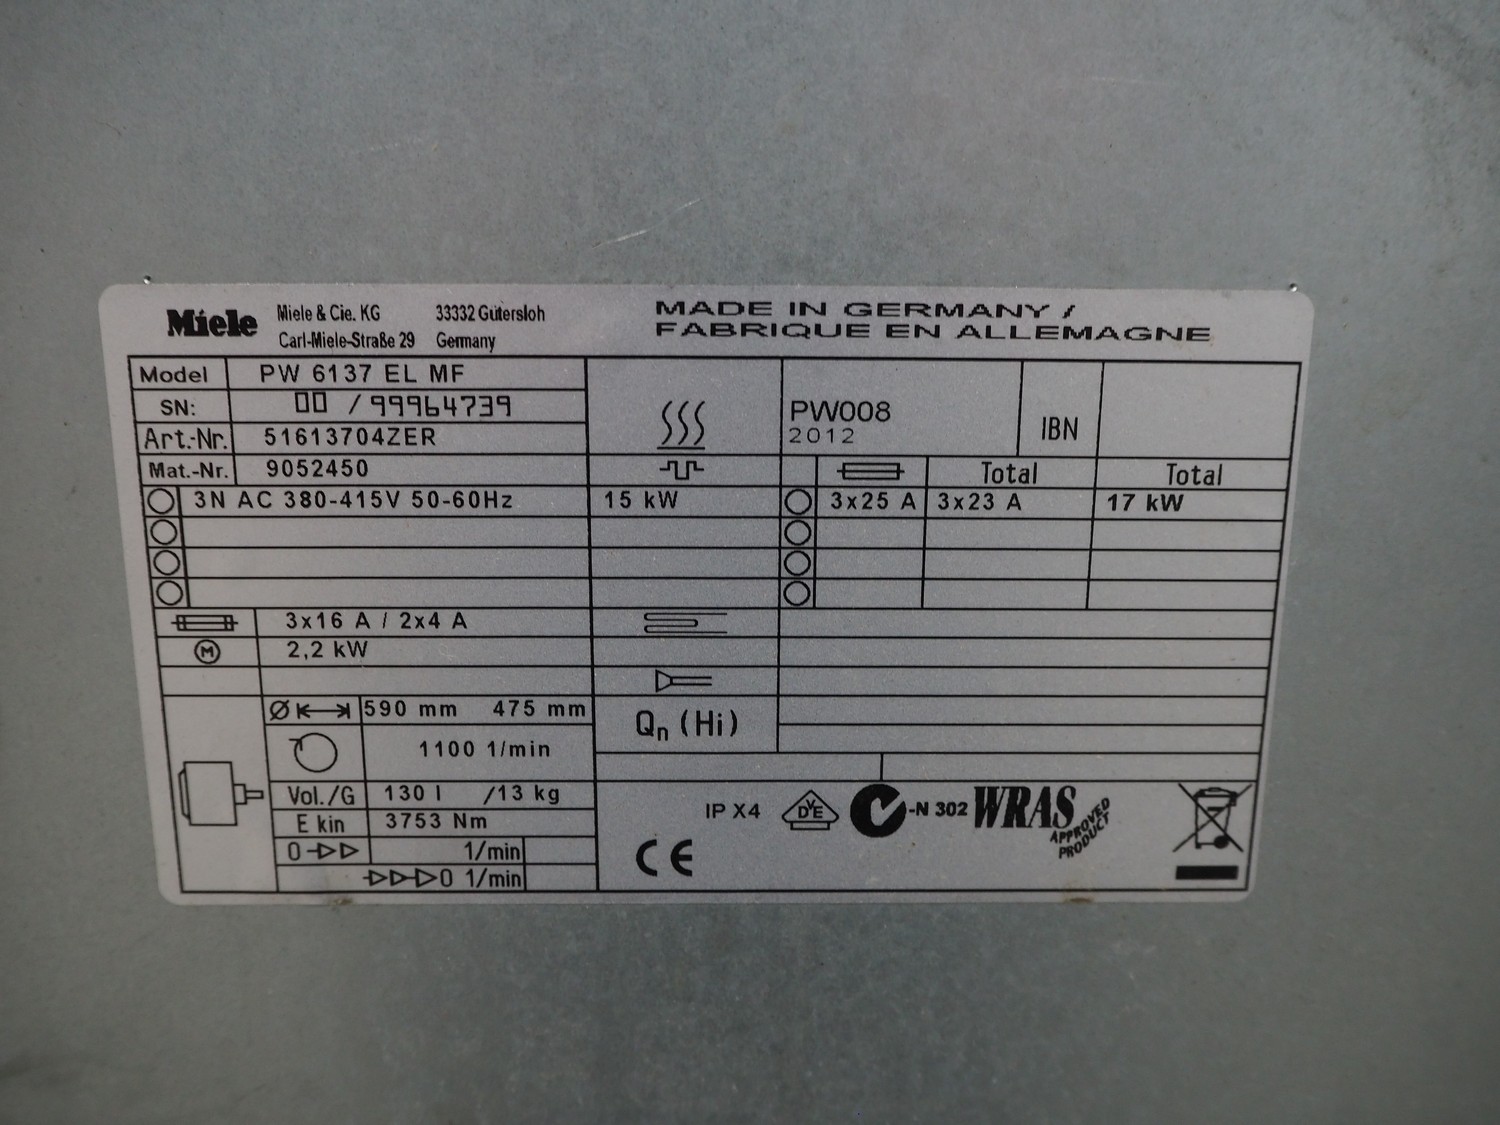 Miele Miele & Cie. KG 33332 Gütersloh MADE IN GERMANY /
Carl-Miele-Straße 29 Germany FABRIQUE EN ALLEMAGNE
Model PW 6137 EL MF
SN: 00 / 99964739
Art.-Nr. 51613704ZER
PW008
2012
IBN
Mat.-Nr. 9052450 Total Total
3N AC 380-415V 50-60Hz 15 kW 3x25 A 3x23 A 17 kW
3x16 A / 2x4 A
M 2,2 kW
Ø 590 mm 475 mm
Qn (Hi)
1100 1/min
Vol./G 130 l /13 kg
E kin 3753 Nm
0 1/min
0 1/min
IP X4 DVE -N 302 WRAS
APPROVED
PRODUCT
CE